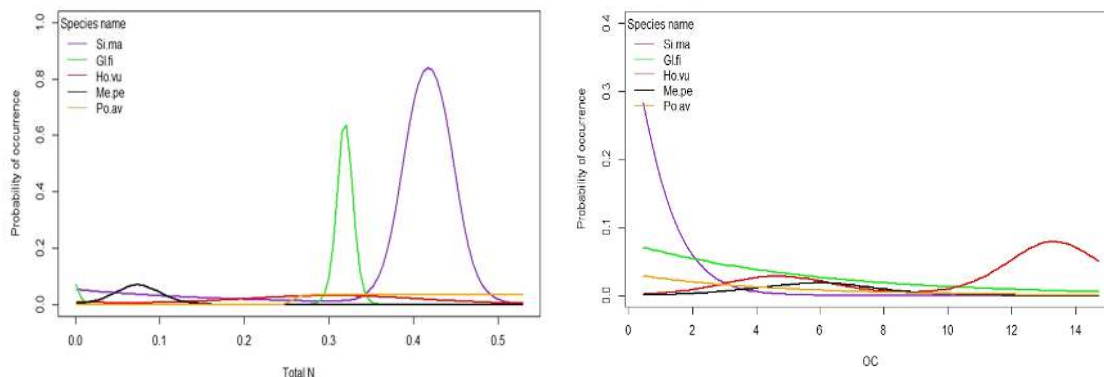 Species name
Si.ma
Gl.fi
Ho.vu
Me.pe
Po.av
Probability of occurrence
0.0
0.2
0.4
0.6
0.8
1.0
0.0
0.1
0.2
0.3
0.4
0.5
Total N
Species name
Si.ma
Gl.fi
Ho.vu
Me.pe
Po.av
Probability of occurrence
0.0
0.1
0.2
0.3
0.4
0
2
4
6
8
10
12
14
OC